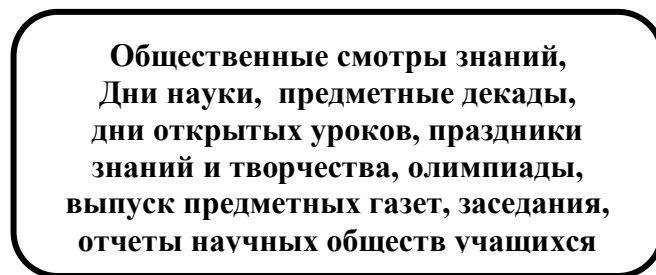 Общественные смотры знаний,
Дни науки, предметные декады,
дни открытых уроков, праздники
знаний и творчества, олимпиады,
выпуск предметных газет, заседания,
отчеты научных обществ учащихся